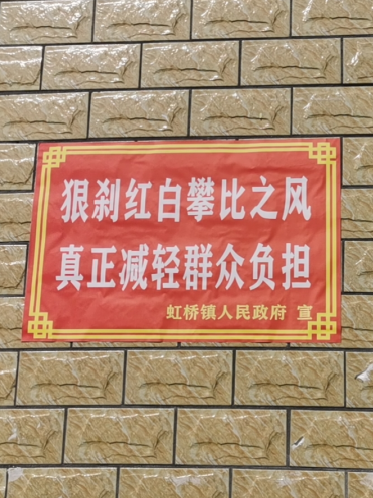 狠刹红白攀比之风
真正减轻群众负担
虹桥镇人民政府 宣